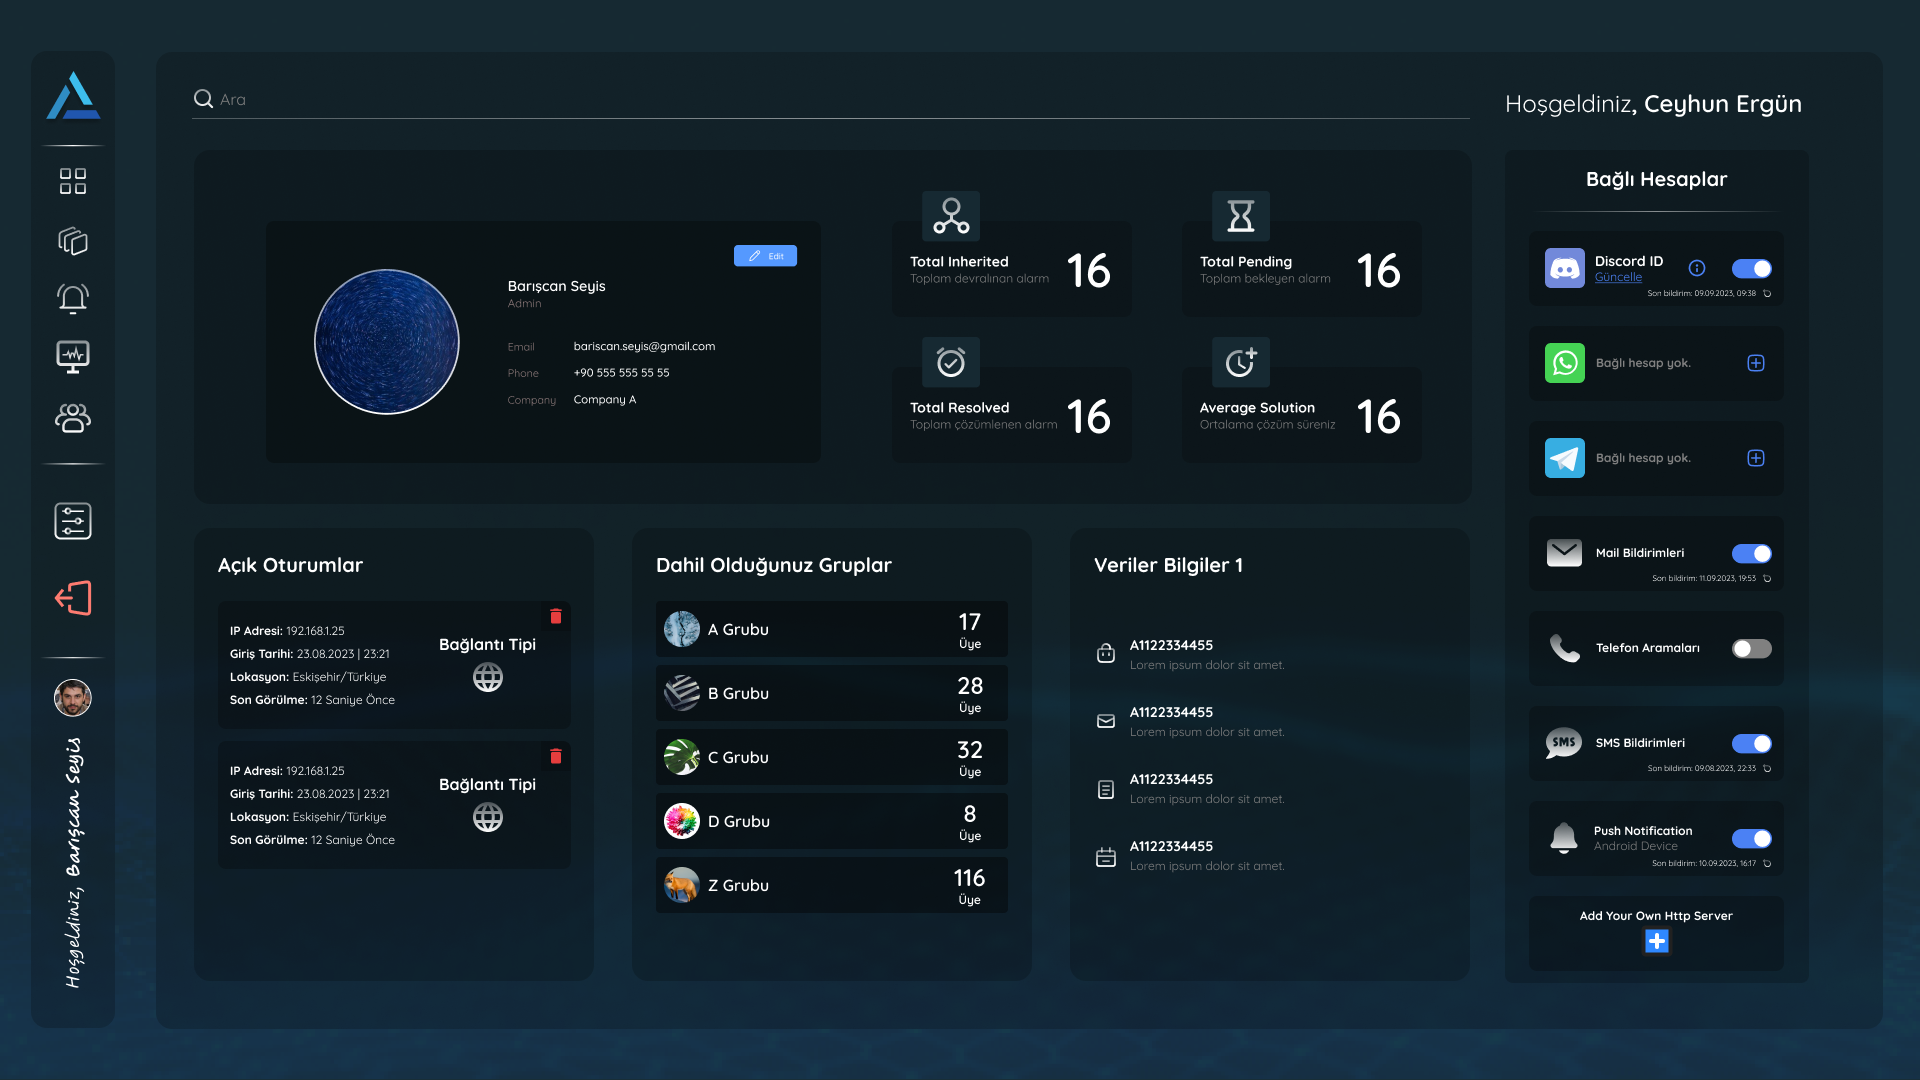 Ara
Hoşgeldiniz, Ceyhun Ergün
Hoşgeldiniz, Barışcan Seyis
Edit
Barışcan Seyis
Admin
Email bariscan.seyis@gmail.com
Phone +90 555 555 55 55
Company Company A
Total Inherited
Toplam devralınan alarm
16
Total Pending
Toplam bekleyen alarm
16
Total Resolved
Toplam çözümlenen alarm
16
Average Solution
Ortalama çözüm süreniz
16
Açık Oturumlar
IP Adresi: 192.168.1.25
Giriş Tarihi: 23.08.2023 | 23:21
Lokasyon: Eskişehir/Türkiye
Son Görülme: 12 Saniye Önce
Bağlantı Tipi
IP Adresi: 192.168.1.25
Giriş Tarihi: 23.08.2023 | 23:21
Lokasyon: Eskişehir/Türkiye
Son Görülme: 12 Saniye Önce
Bağlantı Tipi
Dahil Olduğunuz Gruplar
A Grubu
17
Üye
B Grubu
28
Üye
C Grubu
32
Üye
D Grubu
8
Üye
Z Grubu
116
Üye
Veriler Bilgiler 1
A1122334455
Lorem ipsum dolor sit amet.
A1122334455
Lorem ipsum dolor sit amet.
A1122334455
Lorem ipsum dolor sit amet.
A1122334455
Lorem ipsum dolor sit amet.
Bağlı Hesaplar
Discord ID
Güncelle
Son bildirim: 09.09.2023, 09:38
Bağlı hesap yok.
Bağlı hesap yok.
Mail Bildirimleri
Son bildirim: 11.09.2023, 19:53
Telefon Aramaları
SMS
SMS Bildirimleri
Son bildirim: 09.08.2023, 22:33
Push Notification
Android Device
Son bildirim: 10.09.2023, 16:17
Add Your Own Http Server